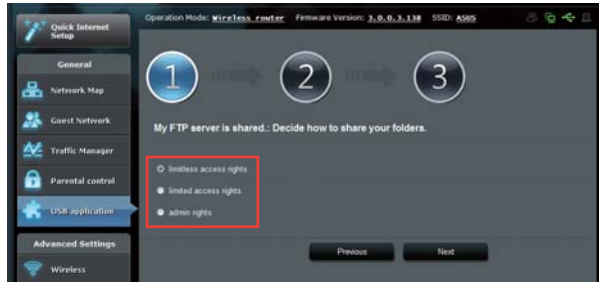 Quick Internet
Setup
Operation Mode: Wireless router Firmware Version: 3.0.0.3.138 SSID: ASUS
General
Network Map
Guest Network
Traffic Manager
Parental control
USB application
Advanced Settings
Wireless
1 2 3
My FTP server is shared.: Decide how to share your folders.
limitless access rights
limited access rights
admin rights
Previous Next